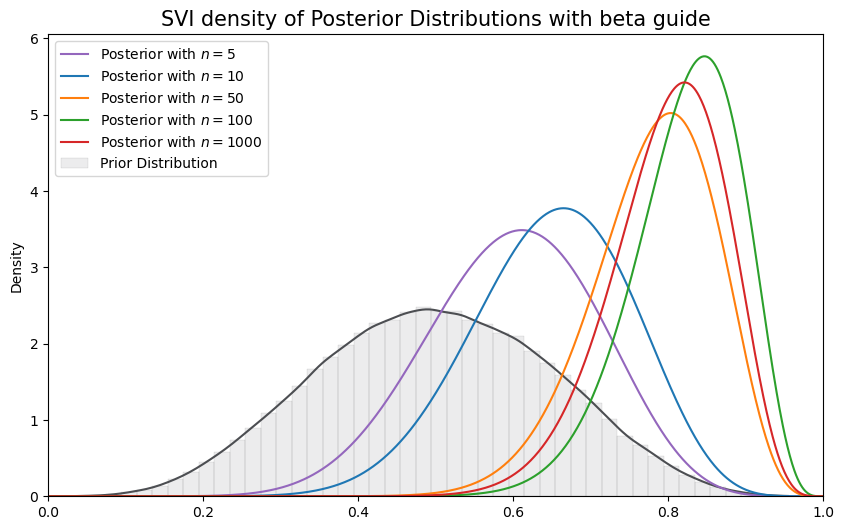 SVI density of Posterior Distributions with beta guide
Posterior with n = 5
Posterior with n = 10
Posterior with n = 50
Posterior with n = 100
Posterior with n = 1000
Prior Distribution
Density
6
5
4
3
2
1
0
0.0 0.2 0.4 0.6 0.8 1.0